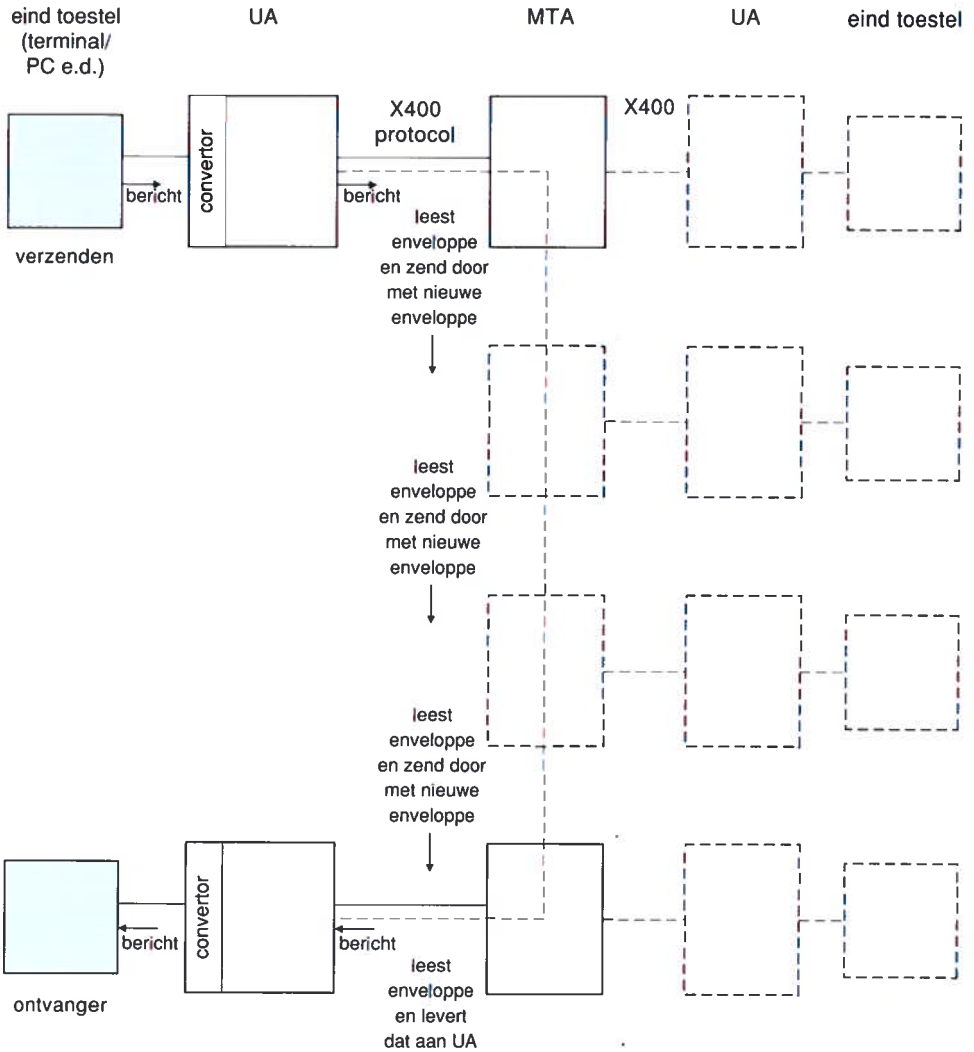 eind toestel
(terminal/
PC e.d.)
UA
MTA
UA
eind toestel
convertor
X400
protocol
X400
bericht
bericht
verzenden
leest
enveloppe
en zend door
met nieuwe
enveloppe
leest
enveloppe
en zend door
met nieuwe
enveloppe
leest
enveloppe
en zend door
met nieuwe
enveloppe
convertor
bericht
bericht
ontvanger
leest
enveloppe
en levert
dat aan UA